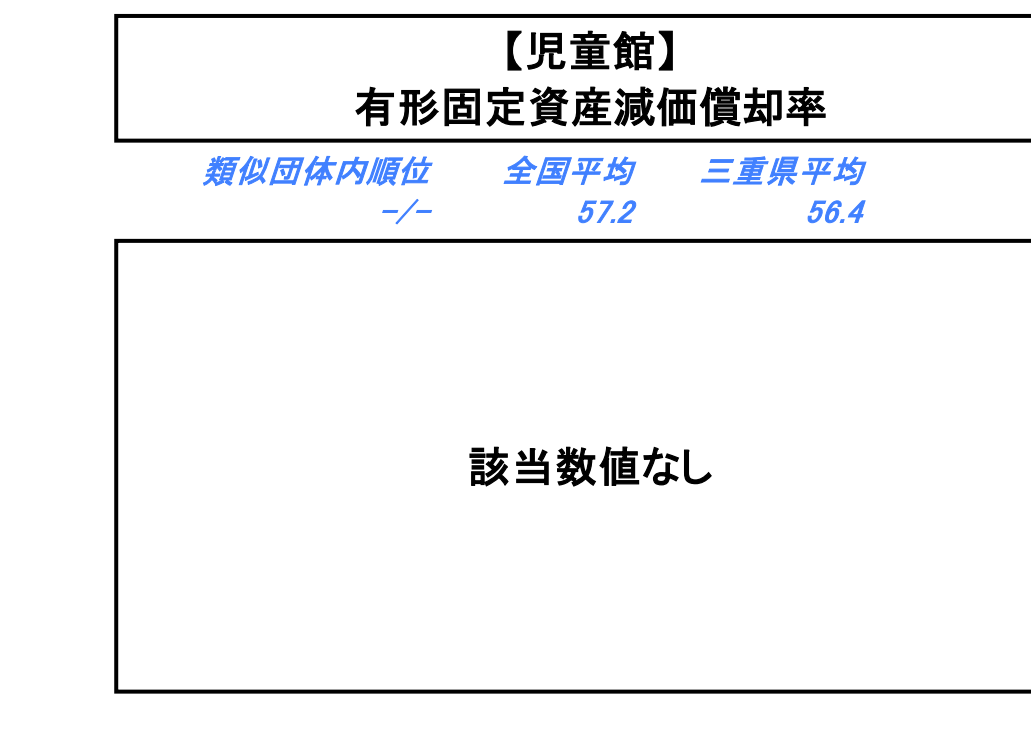 【児童館】
有形固定資産減価償却率
類似団体内順位 全国平均 三重県平均
-/- 57.2 56.4
該当数値なし